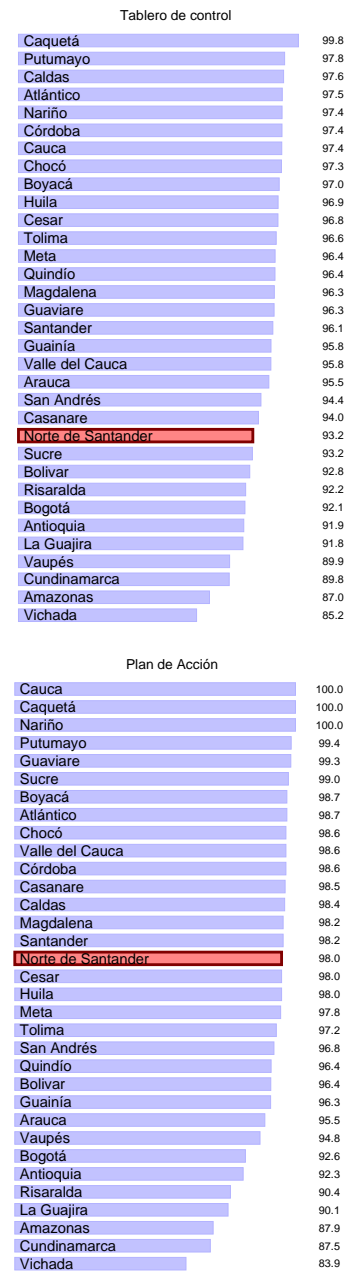 Tablero de control
Caquetá 99.8
Putumayo 97.8
Caldas 97.6
Atlántico 97.5
Nariño 97.4
Córdoba 97.4
Cauca 97.4
Chocó 97.3
Boyacá 97.0
Huila 96.9
Cesar 96.8
Tolima 96.6
Meta 96.4
Quindío 96.4
Magdalena 96.3
Guaviare 96.3
Santander 96.1
Guainía 95.8
Valle del Cauca 95.8
Arauca 95.5
San Andrés 94.4
Casanare 94.0
Norte de Santander 93.2
Sucre 93.2
Bolivar 92.8
Risaralda 92.2
Bogotá 92.1
Antioquia 91.9
La Guajira 91.8
Vaupés 89.9
Cundinamarca 89.8
Amazonas 87.0
Vichada 85.2
Plan de Acción
Cauca 100.0
Caquetá 100.0
Nariño 100.0
Putumayo 99.4
Guaviare 99.3
Sucre 99.0
Boyacá 98.7
Atlántico 98.7
Chocó 98.6
Valle del Cauca 98.6
Córdoba 98.6
Casanare 98.5
Caldas 98.4
Magdalena 98.2
Santander 98.2
Norte de Santander 98.0
Cesar 98.0
Huila 98.0
Meta 97.8
Tolima 97.2
San Andrés 96.8
Quindío 96.4
Bolivar 96.4
Guainía 96.3
Arauca 95.5
Vaupés 94.8
Bogotá 92.6
Antioquia 92.3
Risaralda 90.4
La Guajira 90.1
Amazonas 87.9
Cundinamarca 87.5
Vichada 83.9